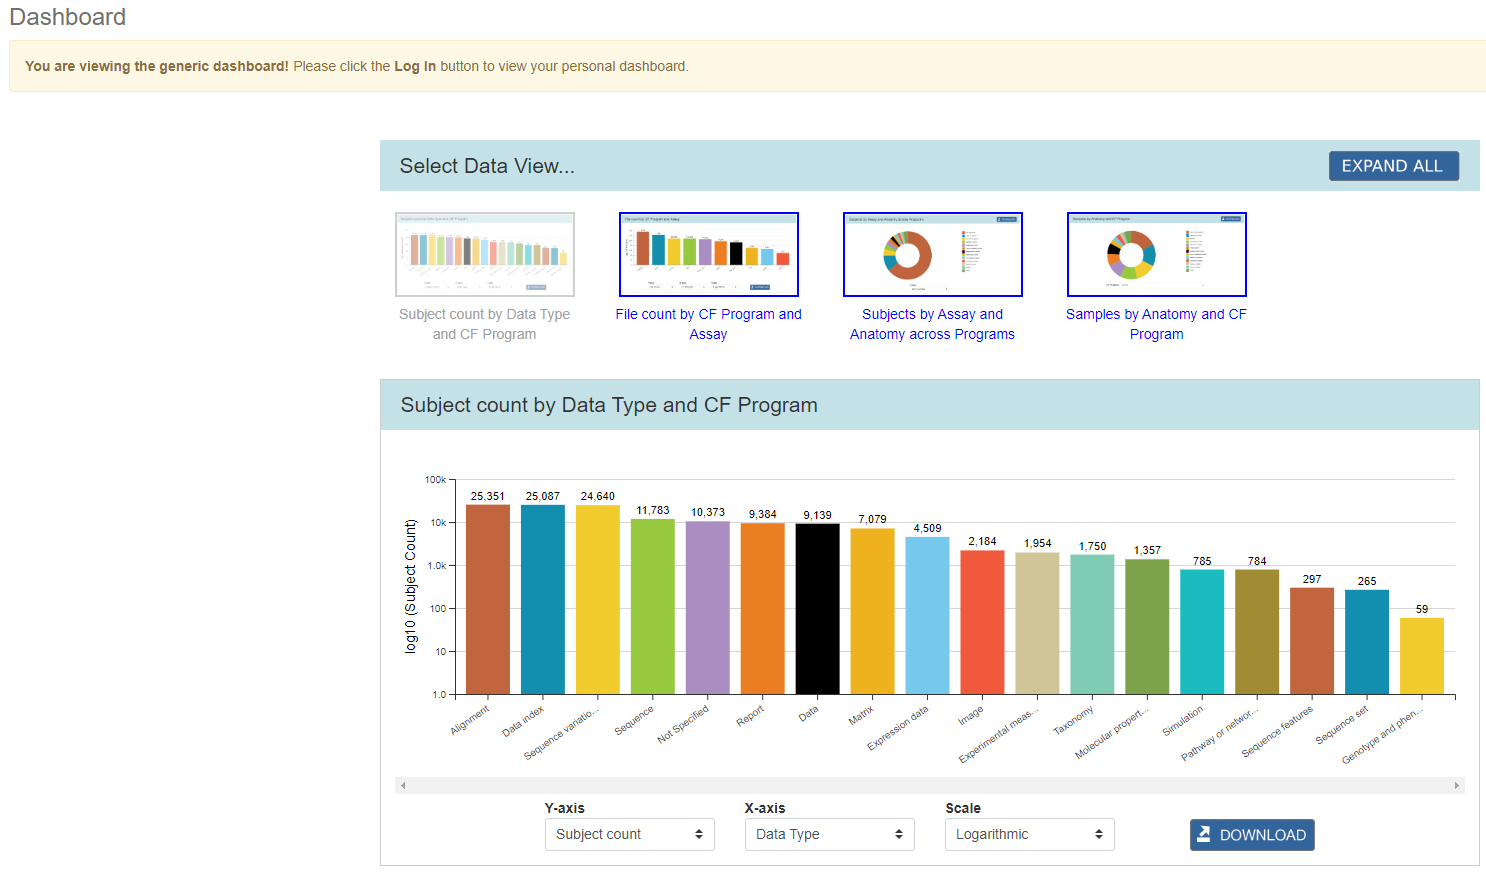 Dashboard
You are viewing the generic dashboard! Please click the Log In button to view your personal dashboard.
Select Data View...
EXPAND ALL
Subject count by Data Type
and CF Program
File count by CF Program and
Assay
Subjects by Assay and
Anatomy across Programs
Samples by Anatomy and CF
Program
Subject count by Data Type and CF Program
log10 (Subject Count)
100k
10k
1.0k
100
10
1.0
25,351
25,087
24,640
11,783
10,373
9,384
9,139
7,079
4,509
2,184
1,954
1,750
1,357
785
784
297
265
59
Alignment
Data index
Sequence variatio...
Sequence
Not Specified
Report
Data
Matrix
Expression data
Image
Experimental meas...
Taxonomy
Molecular propert...
Simulation
Pathway or networ...
Sequence features
Sequence set
Genotype and phen...
Y-axis
Subject count
X-axis
Data Type
Scale
Logarithmic
DOWNLOAD